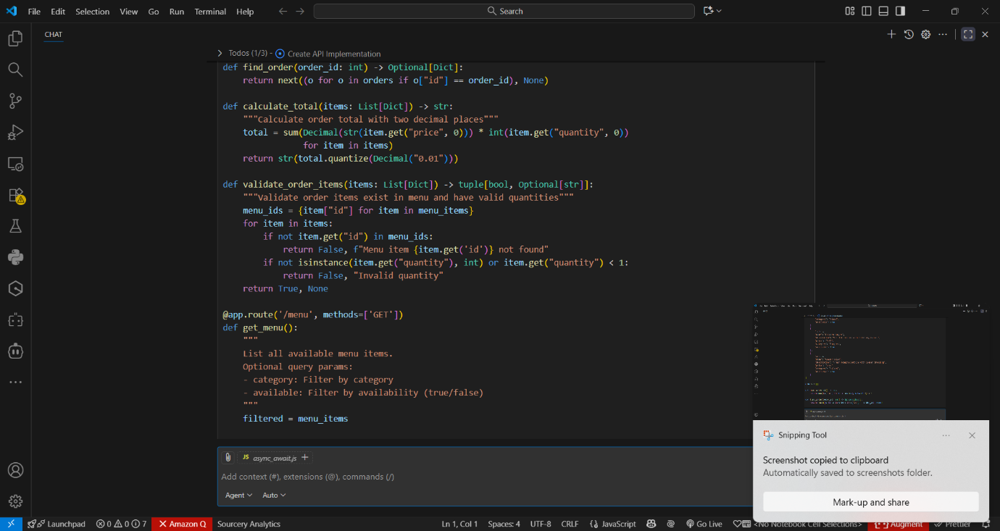 File Edit Selection View Go Run Terminal Help
Search
CHAT
Todos (1/3) - Create API Implementation
def find_order(order_id: int) -> Optional[Dict]:
    return next((o for o in orders if o["id"] == order_id), None)
def calculate_total(items: List[Dict]) -> str:
    """Calculate order total with two decimal places"""
    total = sum(Decimal(str(item.get("price", 0))) * int(item.get("quantity", 0))
                for item in items)
    return str(total.quantize(Decimal("0.01")))
def validate_order_items(items: List[Dict]) -> tuple[bool, Optional[str]]:
    """Validate order items exist in menu and have valid quantities"""
    menu_ids = {item["id"] for item in menu_items}
    for item in items:
        if not item.get("id") in menu_ids:
            return False, f"Menu item {item.get('id')} not found"
        if not isinstance(item.get("quantity"), int) or item.get("quantity") < 1:
            return False, "Invalid quantity"
    return True, None
@app.route('/menu', methods=['GET'])
def get_menu():
    """
    List all available menu items.
    Optional query params:
    - category: Filter by category
    - available: Filter by availability (true/false)
    """
    filtered = menu_items
JS async_await.js +
Add context (#), extensions (@), commands (/)
Agent Auto
Snipping Tool
Screenshot copied to clipboard
Automatically saved to screenshots folder.
Mark-up and share
Launchpad 0 0 7 Amazon Q Sourcery Analytics Ln 1, Col 1 Spaces: 4 UTF-8 CRLF JavaScript Go Live <No Notebook Cell Selections> Augment Prettier